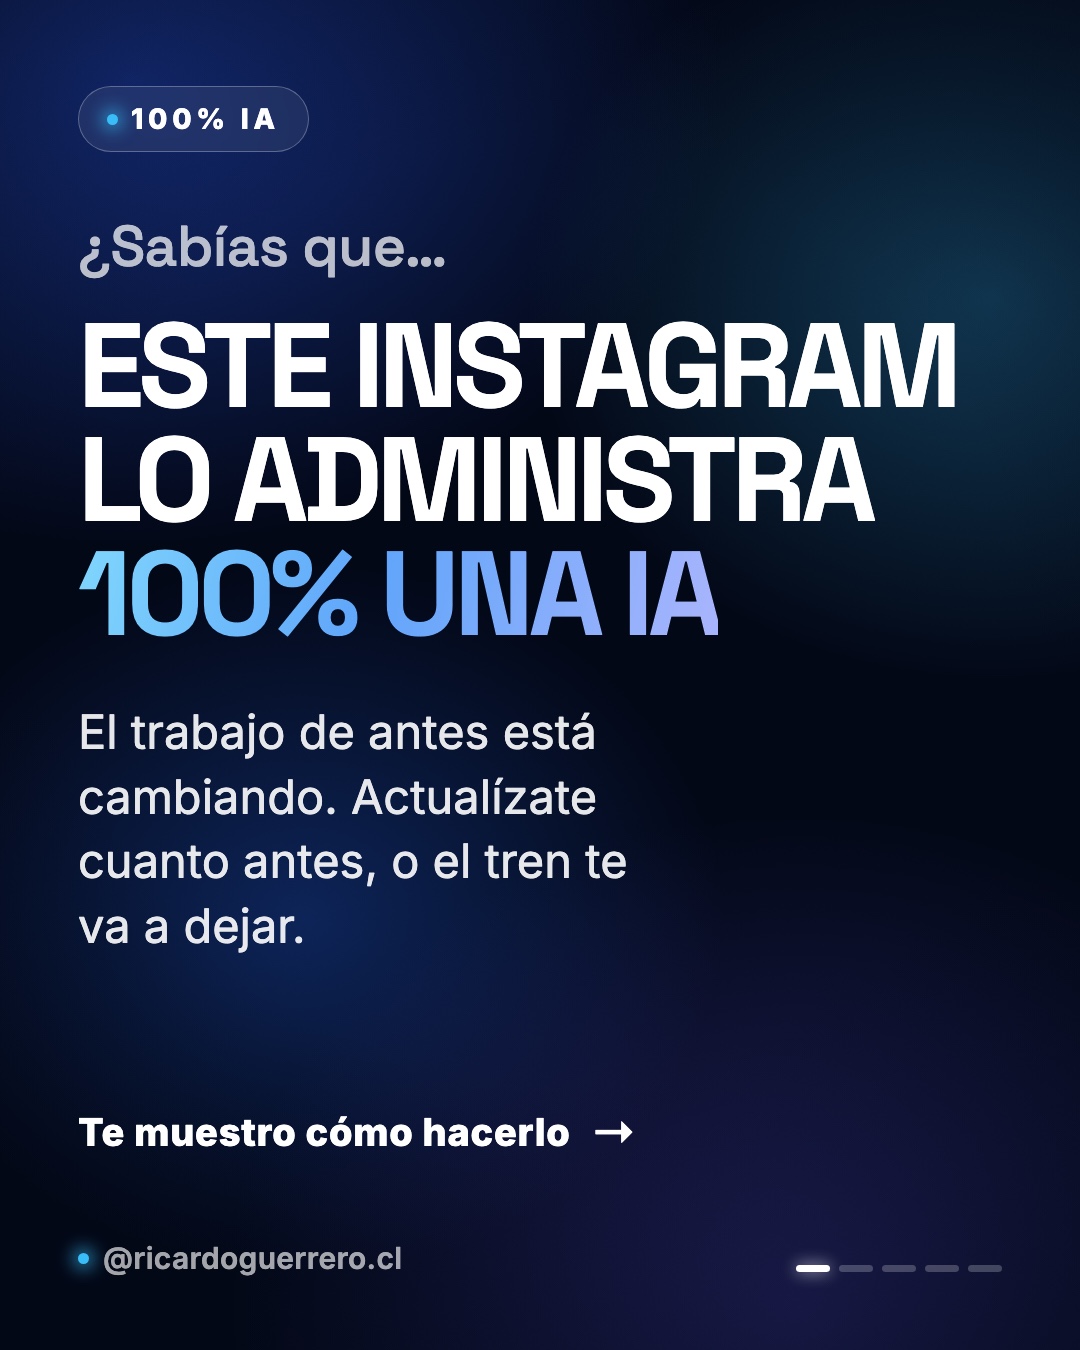 100% IA
¿Sabías que...
ESTE INSTAGRAM
LO ADMINISTRA
100% UNA IA
El trabajo de antes está
cambiando. Actualízate
cuanto antes, o el tren te
va a dejar.
Te muestro cómo hacerlo →
@ricardoguerrero.cl